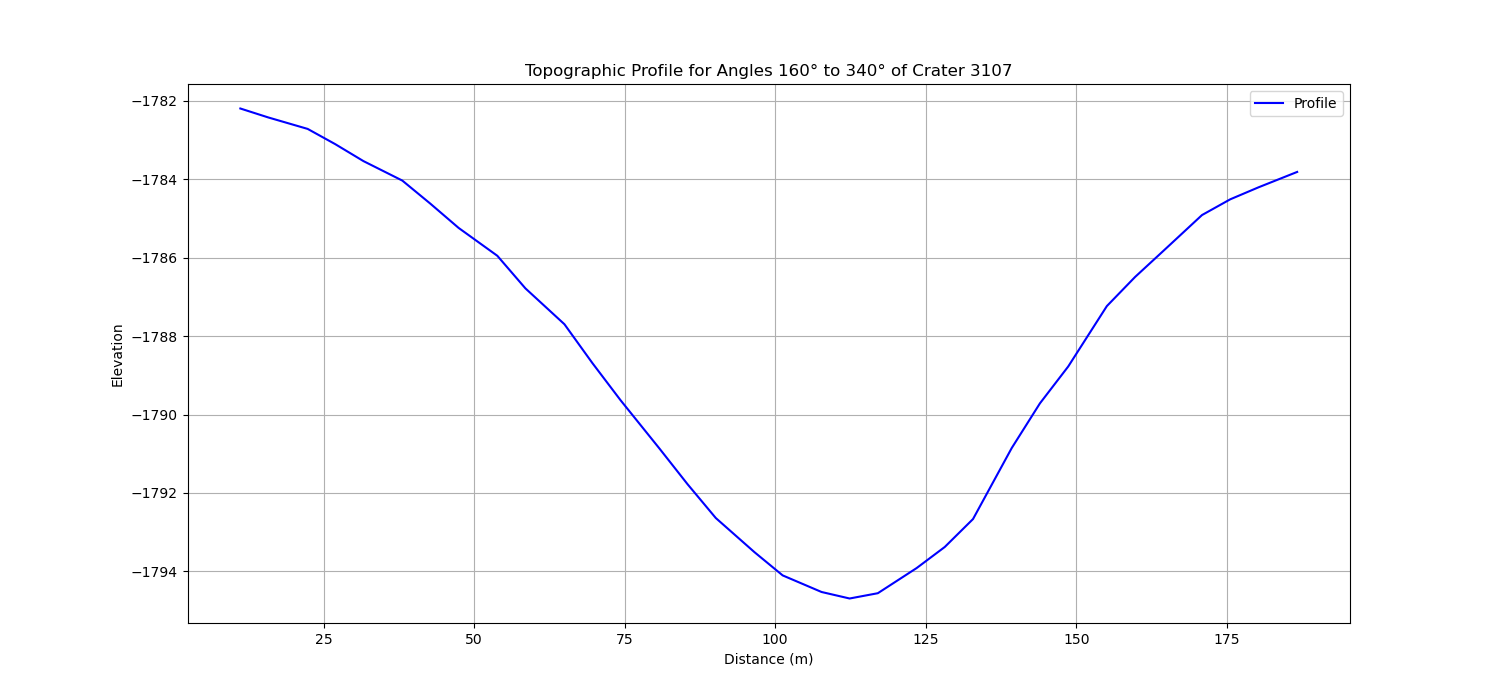 Topographic Profile for Angles 160° to 340° of Crater 3107
Profile
−1782
−1784
−1786
−1788
−1790
−1792
−1794
Elevation
25 50 75 100 125 150 175
Distance (m)